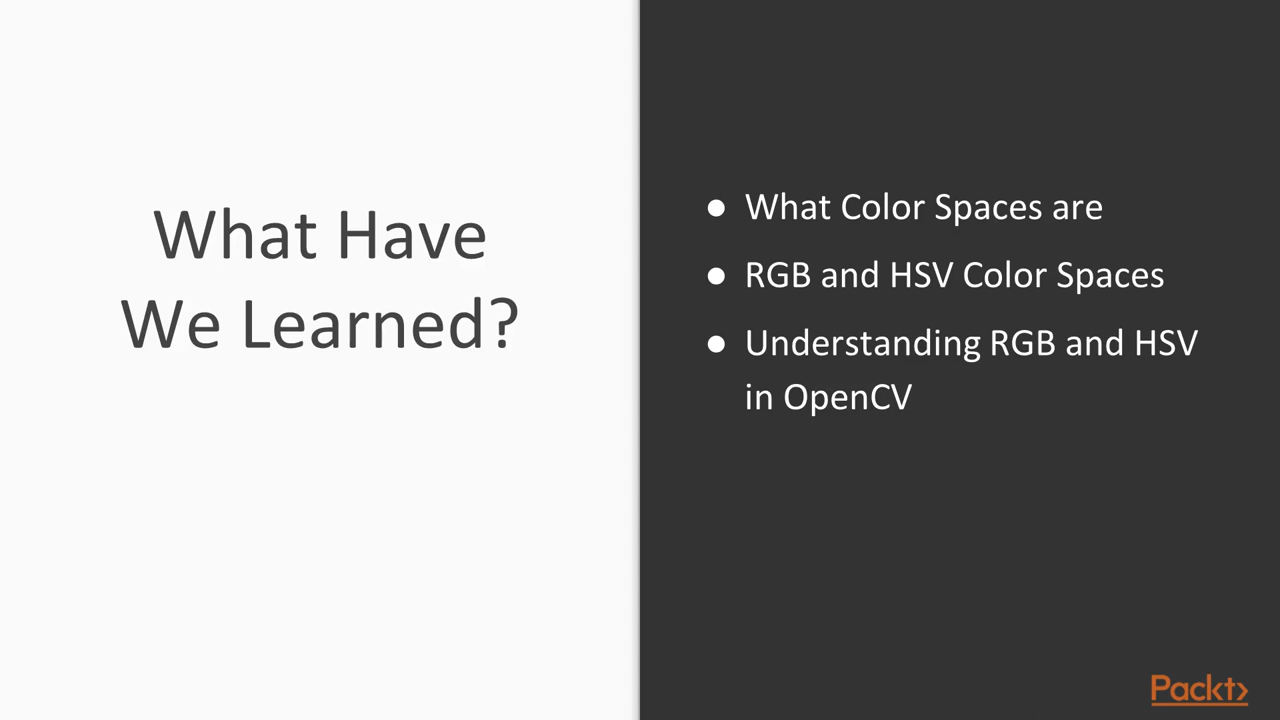 What Have
We Learned?
● What Color Spaces are
● RGB and HSV Color Spaces
● Understanding RGB and HSV
in OpenCV
Packt>